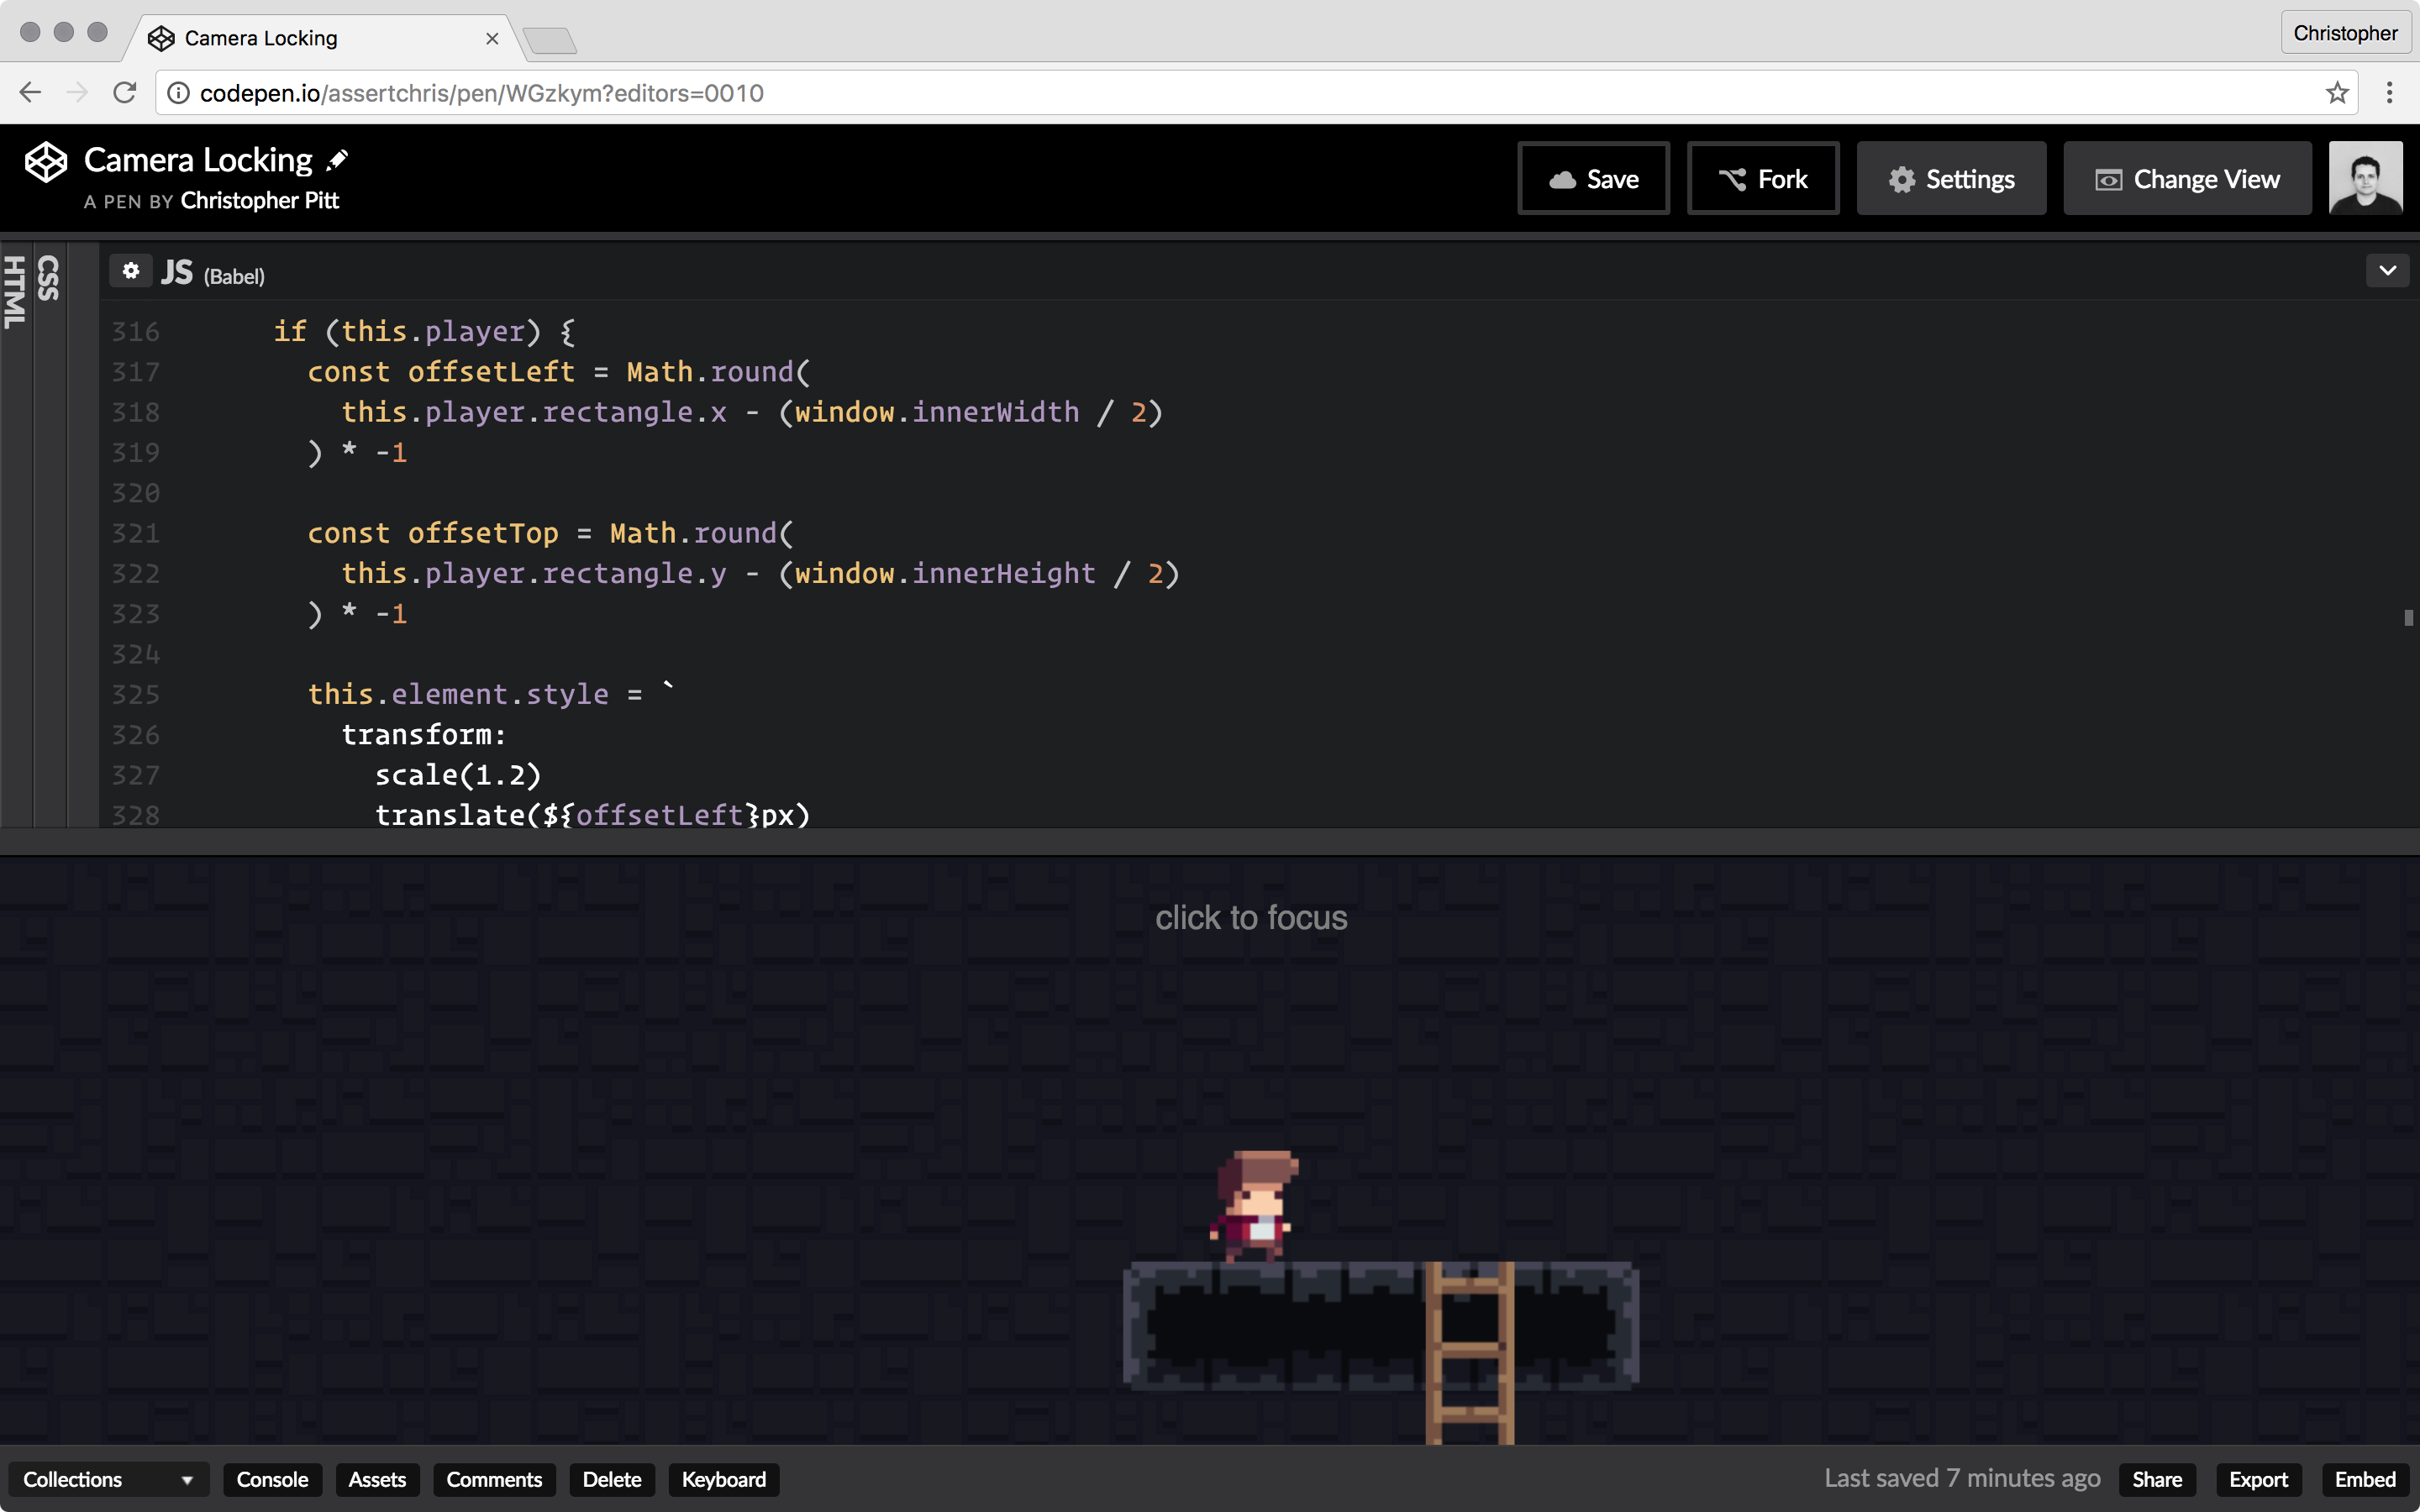 Camera Locking
Christopher
codepen.io/assertchris/pen/WGzkym?editors=0010
Camera Locking
A PEN BY Christopher Pitt
Save
Fork
Settings
Change View
HTML
CSS
JS (Babel)
316 if (this.player) {
317 const offsetLeft = Math.round(
318 this.player.rectangle.x - (window.innerWidth / 2)
319 ) * -1
320
321 const offsetTop = Math.round(
322 this.player.rectangle.y - (window.innerHeight / 2)
323 ) * -1
324
325 this.element.style = `
326 transform:
327 scale(1.2)
328 translate(${offsetLeft}px)
click to focus
Collections
Console
Assets
Comments
Delete
Keyboard
Last saved 7 minutes ago
Share
Export
Embed